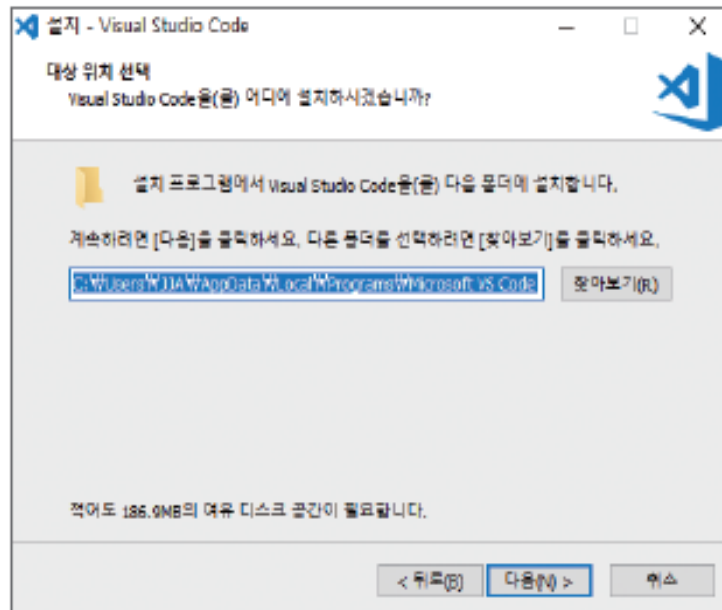 설치 - Visual Studio Code
대상 위치 선택
Visual Studio Code을(를) 어디에 설치하시겠습니까?
설치 프로그램에서 Visual Studio Code을(를) 다음 폴더에 설치합니다.
계속하려면 [다음]을 클릭하세요. 다른 폴더를 선택하려면 [찾아보기]를 클릭하세요.
C:₩Users₩JJA₩AppData₩Local₩Programs₩Microsoft VS Code
찾아보기(R)
적어도 186.9MB의 여유 디스크 공간이 필요합니다.
< 뒤로(B)
다음(N) >
취소